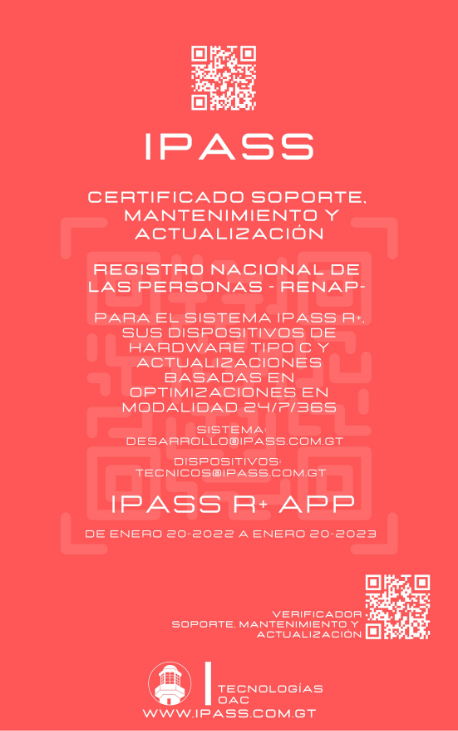 IPASS
CERTIFICADO SOPORTE,
MANTENIMIENTO Y
ACTUALIZACIÓN
REGISTRO NACIONAL DE
LAS PERSONAS - RENAP-
PARA EL SISTEMA IPASS R+,
SUS DISPOSITIVOS DE
HARDWARE TIPO C Y
ACTUALIZACIONES
BASADAS EN
OPTIMIZACIONES EN
MODALIDAD 24/7/365
SISTEMA:
DESARROLLO@IPASS.COM.GT
DISPOSITIVOS:
TECNICOS@IPASS.COM.GT
IPASS R+ APP
DE ENERO 20-2022 A ENERO 20-2023
VERIFICADOR
SOPORTE, MANTENIMIENTO Y
ACTUALIZACIÓN
TECNOLOGÍAS
OAC
WWW.IPASS.COM.GT